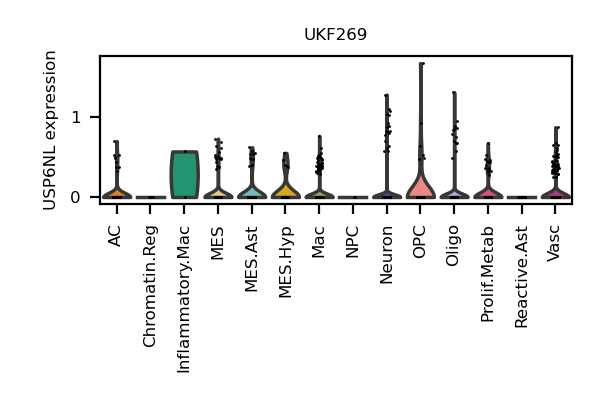 UKF269
USP6NL expression
1
0
AC
Chromatin.Reg
Inflammatory.Mac
MES
MES.Ast
MES.Hyp
Mac
NPC
Neuron
OPC
Oligo
Prolif.Metab
Reactive.Ast
Vasc